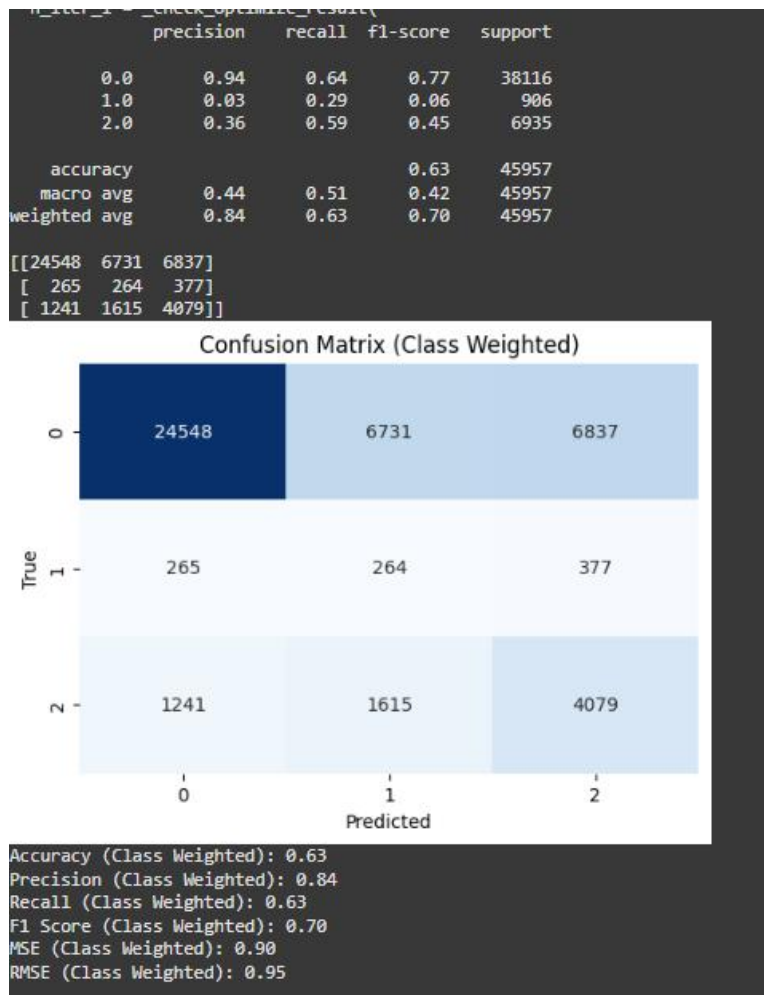 n_iter_i = _check_optimize_result(
precision recall f1-score support
0.0 0.94 0.64 0.77 38116
1.0 0.03 0.29 0.06 906
2.0 0.36 0.59 0.45 6935
accuracy 0.63 45957
macro avg 0.44 0.51 0.42 45957
weighted avg 0.84 0.63 0.70 45957
[[24548 6731 6837]
[ 265 264 377]
[ 1241 1615 4079]]
Confusion Matrix (Class Weighted)
0 24548 6731 6837
True
1 265 264 377
2 1241 1615 4079
0 1 2
Predicted
Accuracy (Class Weighted): 0.63
Precision (Class Weighted): 0.84
Recall (Class Weighted): 0.63
F1 Score (Class Weighted): 0.70
MSE (Class Weighted): 0.90
RMSE (Class Weighted): 0.95